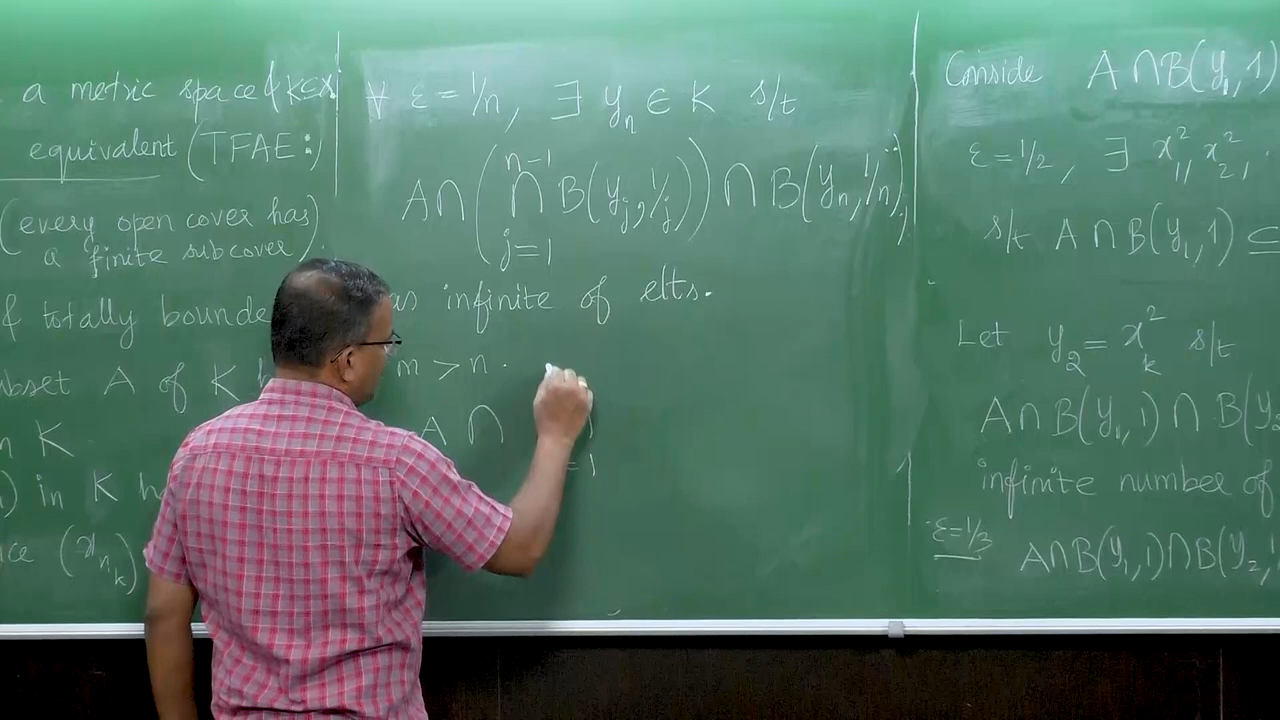 a metric space & K⊂X.
equivalent (TFAE:)
(every open cover has
a finite subcover).
& totally bounde
bset A of K h
n K
) in K ha
ce (x_{n_k})
∀ ε = 1/n, ∃ y_n ∈ K s/t
A∩(
n-1
∩ B(y_j, 1/j)) ∩ B(y_n, 1/n),
j=1
as infinite of elts.
m > n.
A ∩
=1
Conside A∩B(y_1, 1)
ε = 1/2, ∃ x_1^2, x_2^2,
s/t A∩B(y_1, 1) ⊆
Let y_2 = x_k^2 s/t
A∩B(y_1, 1)∩B(y_2
infinite number of
ε=1/3 A∩B(y_1, 1)∩B(y_2,